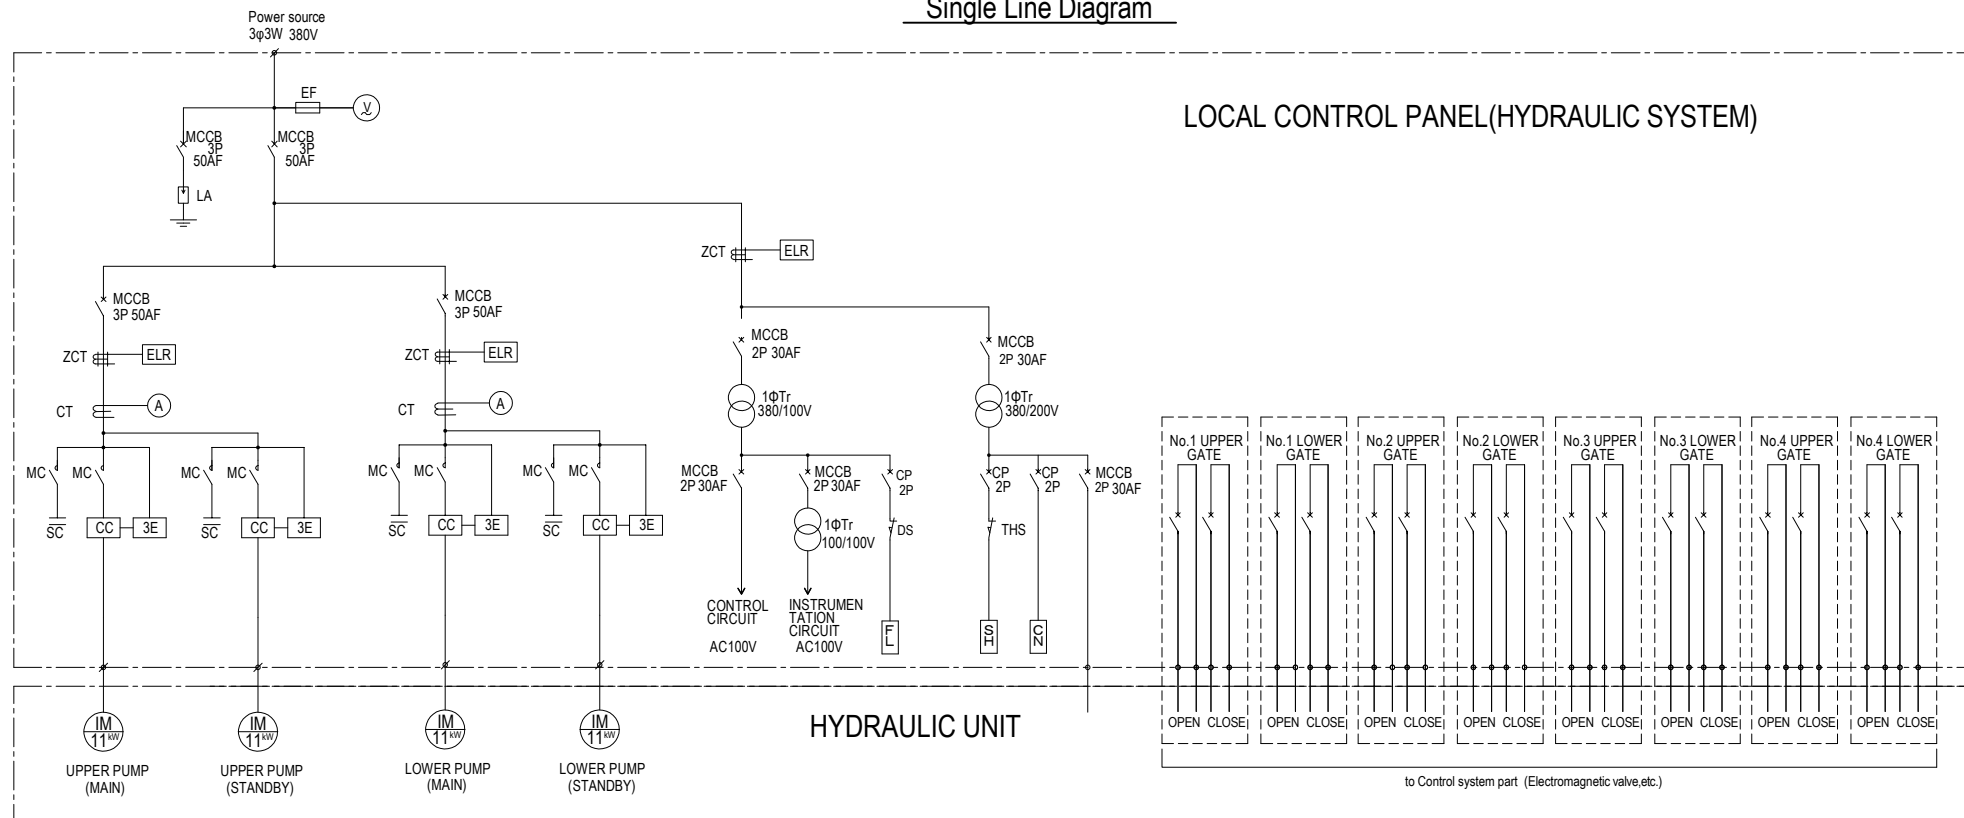 Single Line Diagram
Power source
3φ3W 380V
EF
V
LOCAL CONTROL PANEL(HYDRAULIC SYSTEM)
MCCB
3P
50AF
MCCB
3P
50AF
LA
ZCT
ELR
MCCB
3P 50AF
MCCB
3P 50AF
ZCT
ELR
ZCT
ELR
MCCB
2P 30AF
MCCB
2P 30AF
CT
A
CT
A
1ΦTr
380/100V
1ΦTr
380/200V
MC
MC
MC
MC
MC
MC
MC
MC
SC
CC
3E
SC
CC
3E
SC
CC
3E
SC
CC
3E
MCCB
2P 30AF
MCCB
2P 30AF
CP
2P
CP
2P
CP
2P
MCCB
2P 30AF
1ΦTr
100/100V
DS
THS
CONTROL
CIRCUIT
AC100V
INSTRUMEN
TATION
CIRCUIT
AC100V
FL
SH
CN
No.1 UPPER
GATE
No.1 LOWER
GATE
No.2 UPPER
GATE
No.2 LOWER
GATE
No.3 UPPER
GATE
No.3 LOWER
GATE
No.4 UPPER
GATE
No.4 LOWER
GATE
OPEN CLOSE
OPEN CLOSE
OPEN CLOSE
OPEN CLOSE
OPEN CLOSE
OPEN CLOSE
OPEN CLOSE
OPEN CLOSE
IM
11kW
UPPER PUMP
(MAIN)
IM
11kW
UPPER PUMP
(STANDBY)
IM
11kW
LOWER PUMP
(MAIN)
IM
11kW
LOWER PUMP
(STANDBY)
HYDRAULIC UNIT
to Control system part (Electromagnetic valve,etc.)